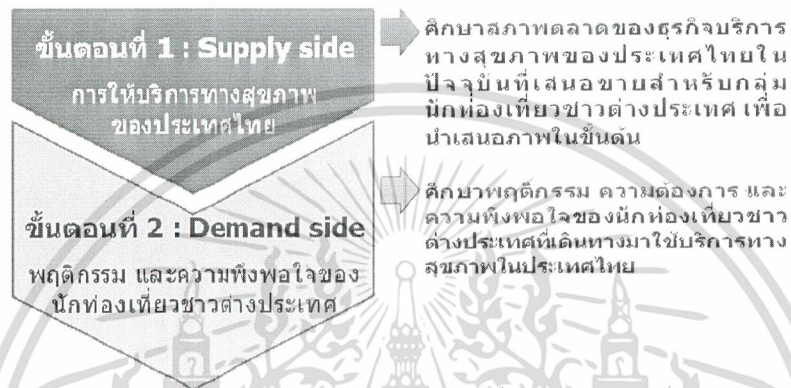 ขั้นตอนที่ 1 : Supply side
การให้บริการทางสุขภาพ
ของประเทศไทย
ศึกษาสภาพตลาดของธุรกิจบริการ
ทางสุขภาพของประเทศไทยใน
ปัจจุบันที่เสนอขายสำหรับกลุ่ม
นักท่องเที่ยวชาวต่างประเทศ เพื่อ
นำเสนอภาพในขั้นต้น
ขั้นตอนที่ 2 : Demand side
พฤติกรรม และความพึงพอใจของ
นักท่องเที่ยวชาวต่างประเทศ
ศึกษาพฤติกรรม ความต้องการ และ
ความพึงพอใจของนักท่องเที่ยวชาว
ต่างประเทศที่เดินทางมาใช้บริการทาง
สุขภาพในประเทศไทย